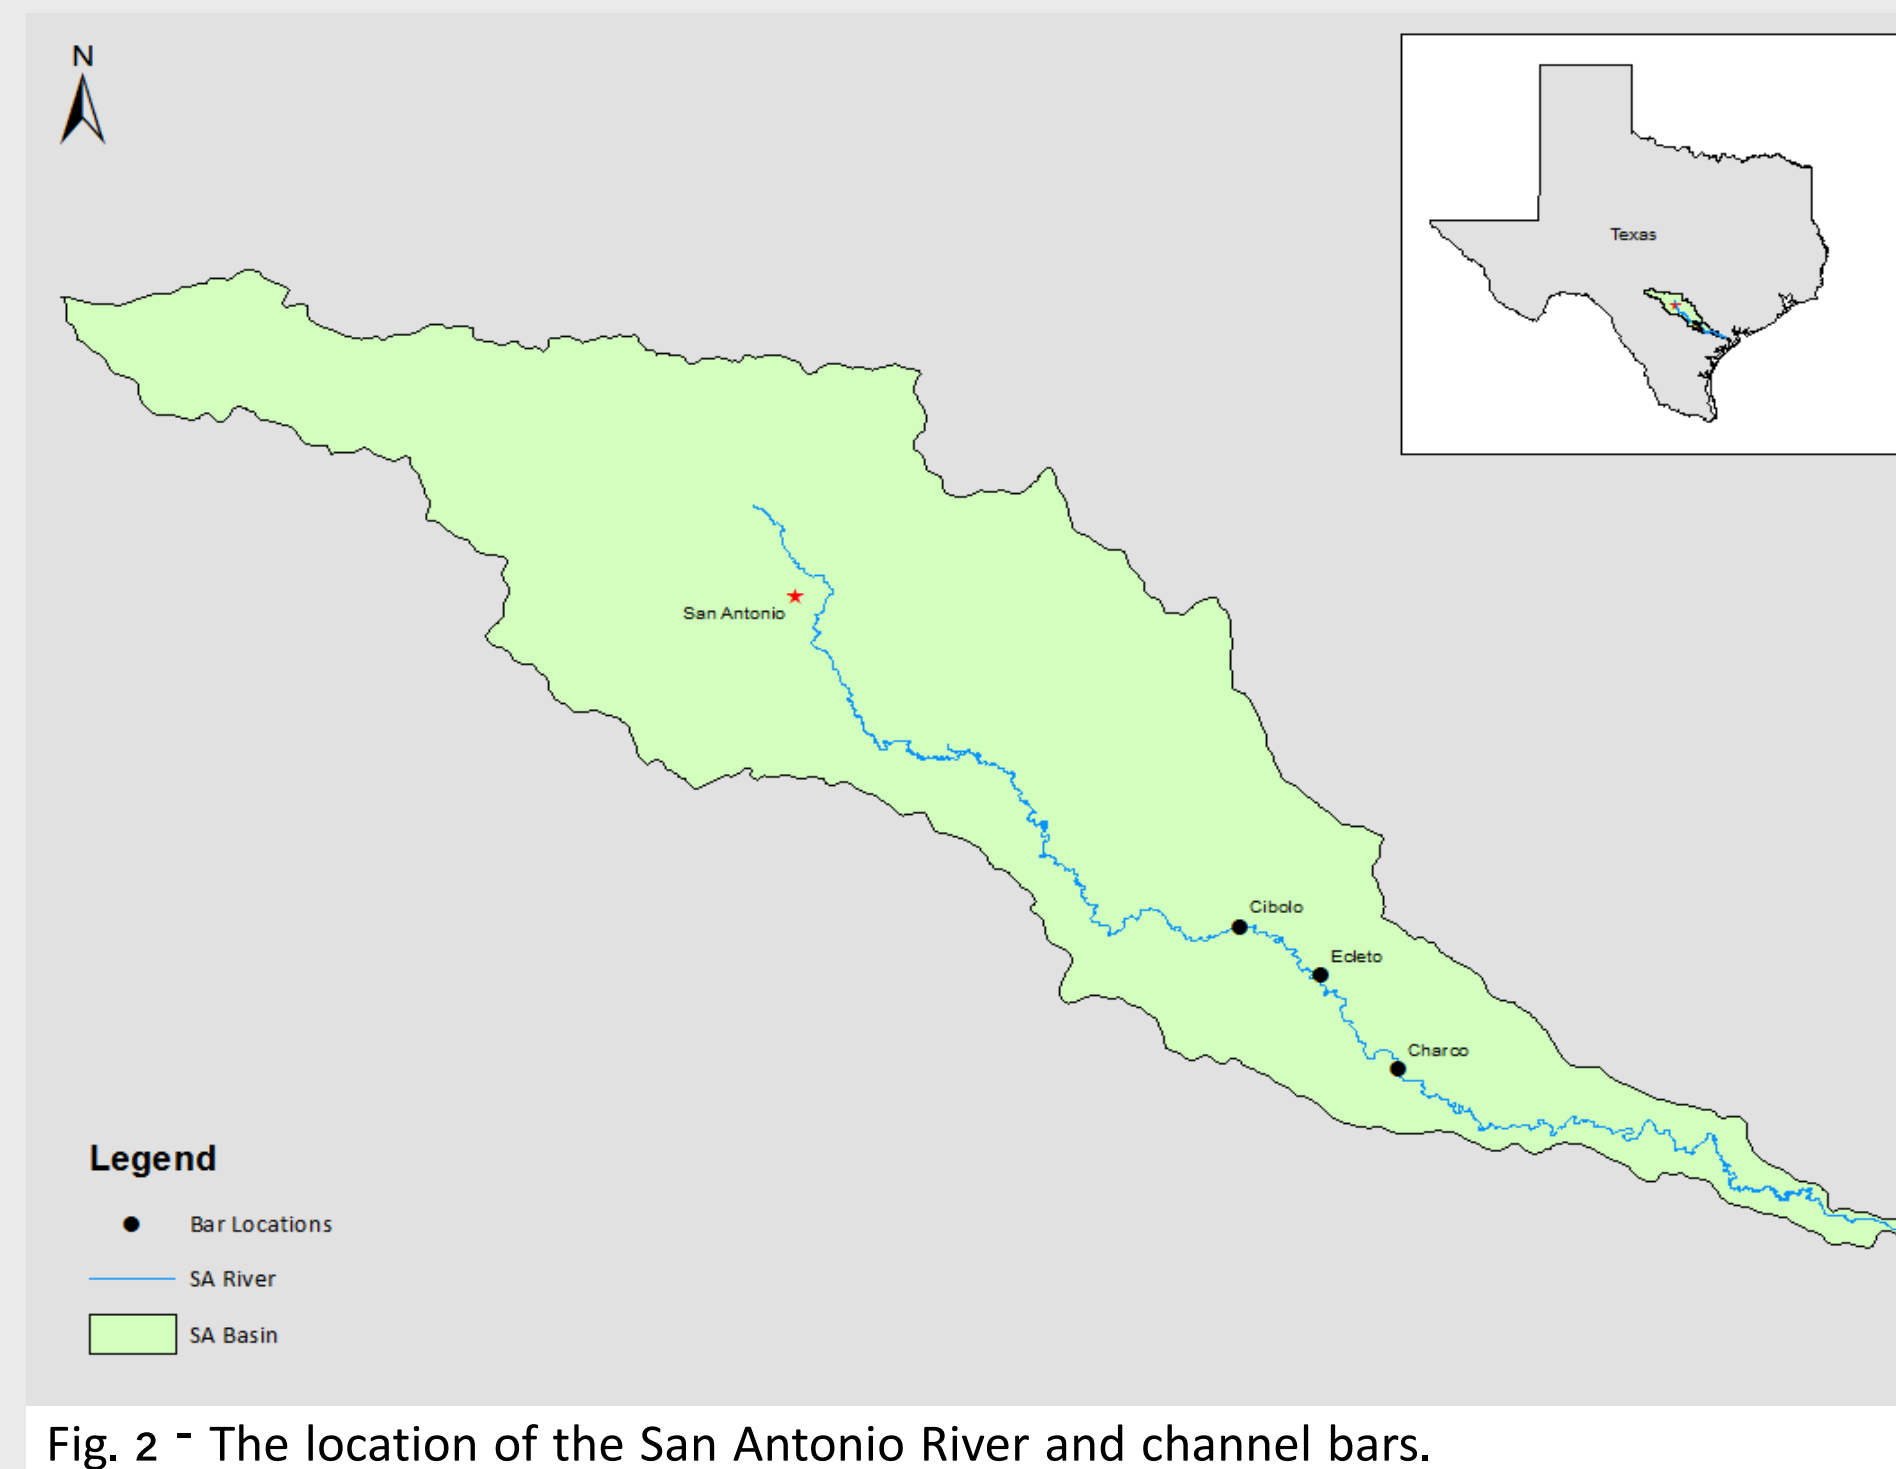 N
Texas
San Antonio
Cibolo
Ecleto
Charco
Legend
Bar Locations
SA River
SA Basin
Fig. 2 - The location of the San Antonio River and channel bars.